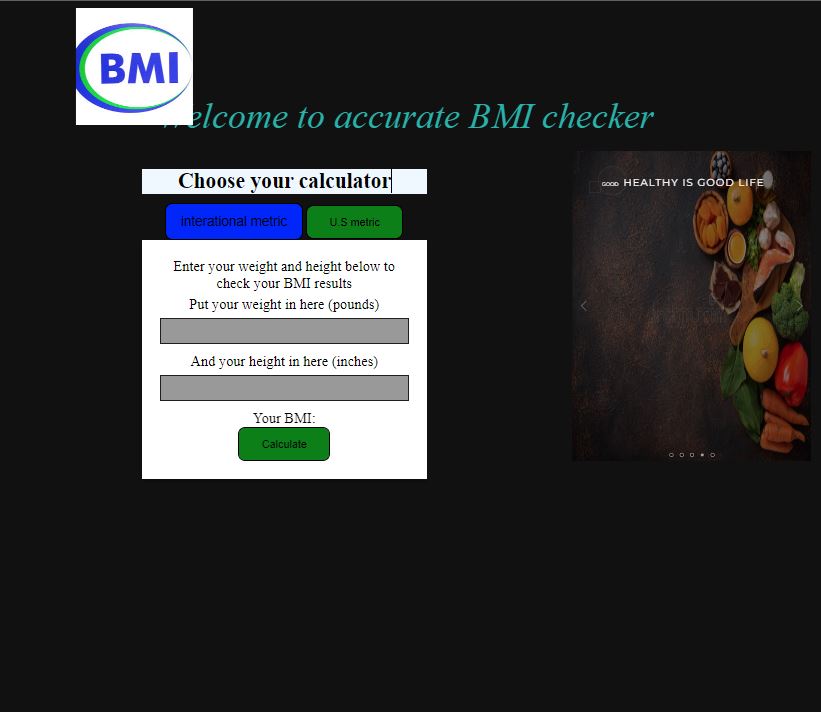 BMI
Welcome to accurate BMI checker
GOOD HEALTHY IS GOOD LIFE
Choose your calculator
interational metric
U.S metric
Enter your weight and height below to
check your BMI results
Put your weight in here (pounds)
And your height in here (inches)
Your BMI:
Calculate